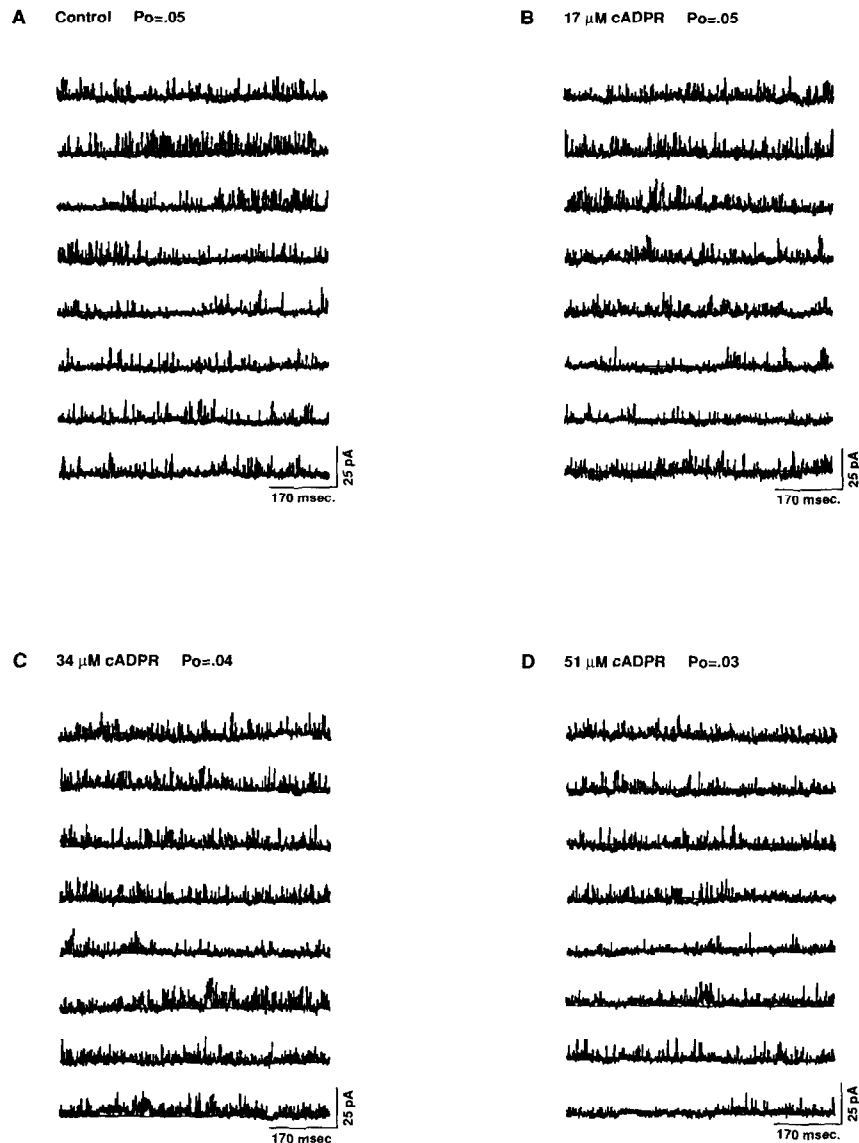 A Control Po=.05
B 17 μM cADPR Po=.05
25 pA
170 msec.
25 pA
170 msec.
C 34 μM cADPR Po=.04
D 51 μM cADPR Po=.03
25 pA
170 msec
25 pA
170 msec.